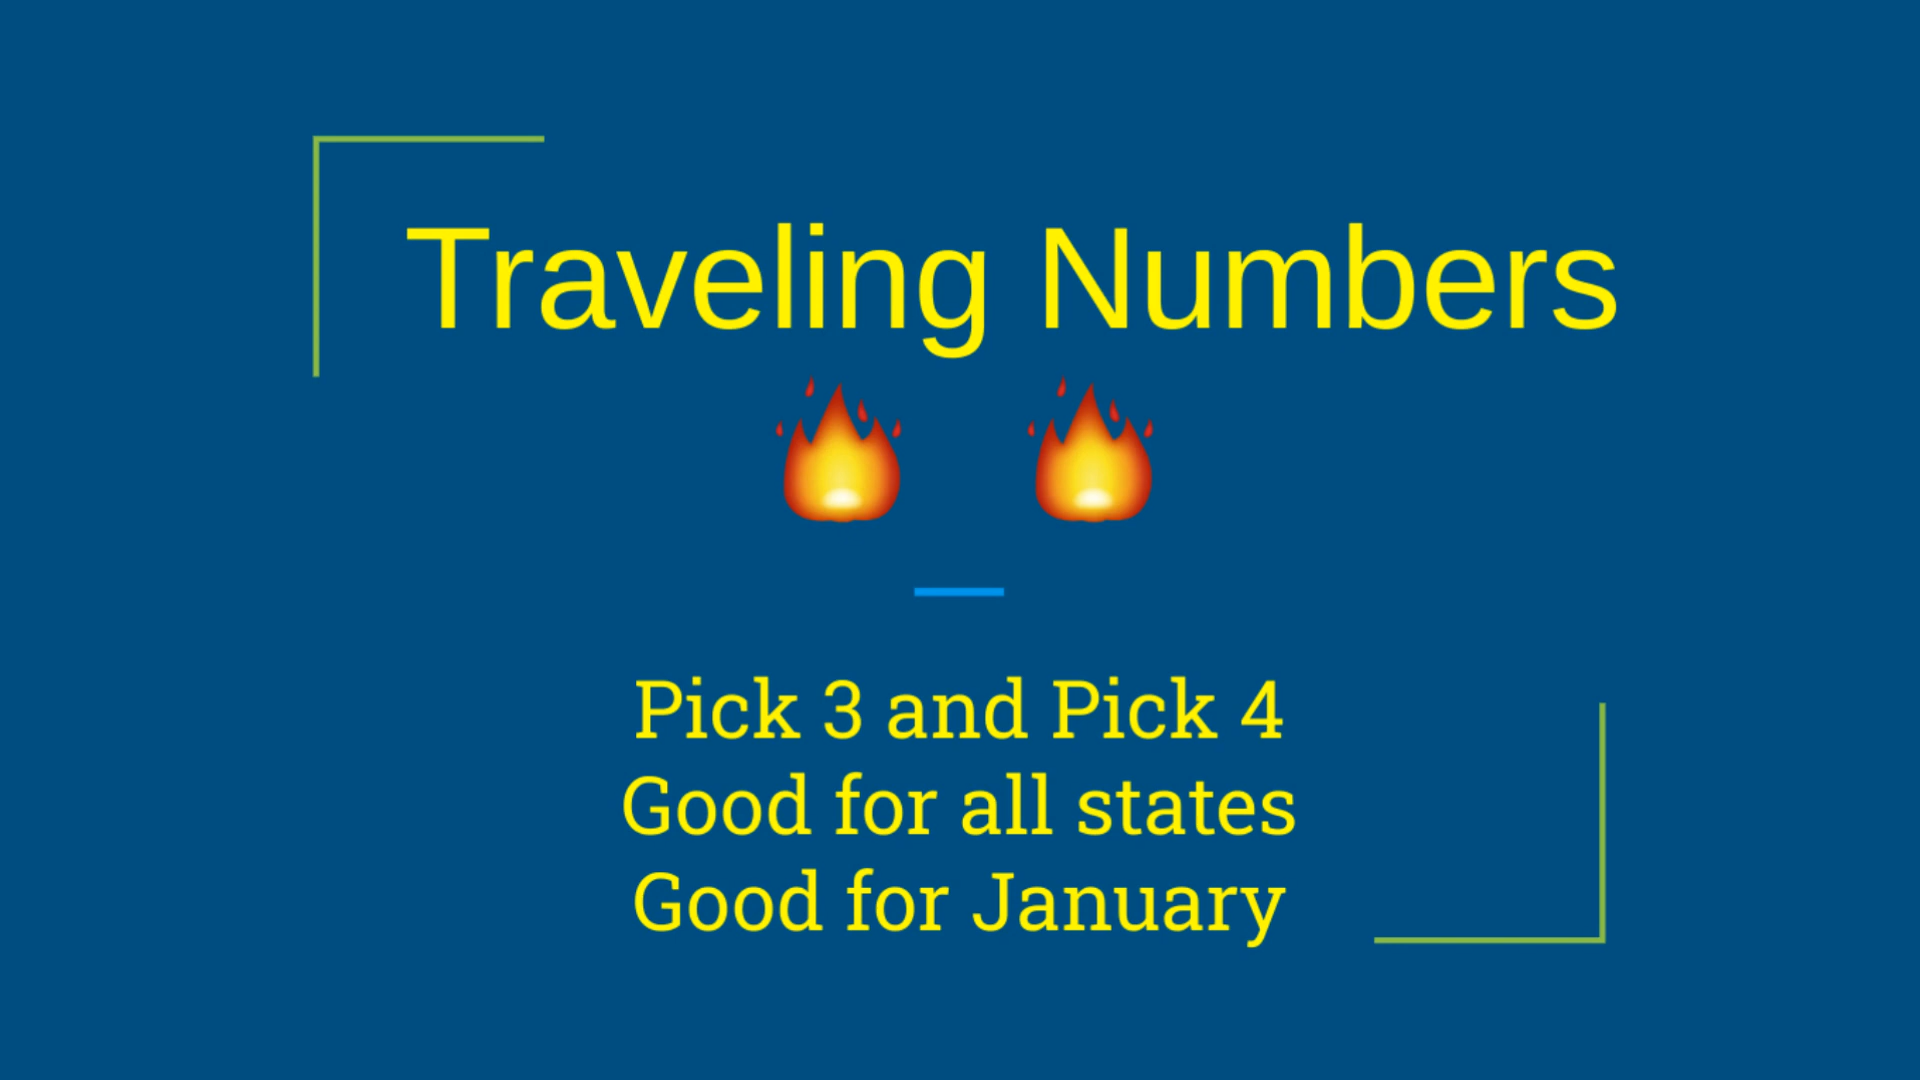 Traveling Numbers
🔥 🔥
Pick 3 and Pick 4
Good for all states
Good for January